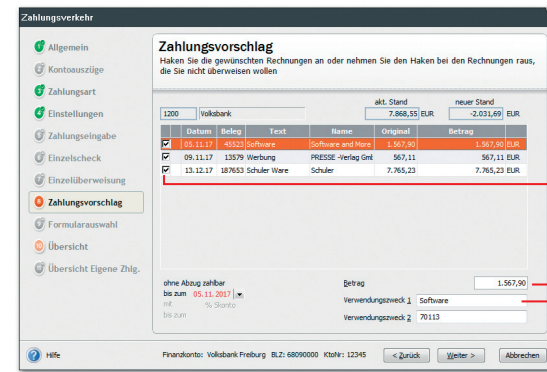 Zahlungsverkehr
Allgemein
Kontoauszüge
Zahlungsart
Einstellungen
Zahlungseingabe
Einzelscheck
Einzelüberweisung
Zahlungsvorschlag
Formularauswahl
Übersicht
Übersicht Eigene Zhlg.
Zahlungsvorschlag
Haken Sie die gewünschten Rechnungen an oder nehmen Sie den Haken bei den Rechnungen raus,
die Sie nicht überweisen wollen
akt. Stand neuer Stand
1200 Volksbank 7.868,55 EUR -2.031,69 EUR
Datum Beleg Text Name Original Betrag
05.11.17 45523 Software Software and More 1.567,90 1.567,90 EUR
09.11.17 13579 Werbung PRESSE -Verlag Gml 567,11 567,11 EUR
13.12.17 187653 Schuler Ware Schuler 7.765,23 7.765,23 EUR
ohne Abzug zahlbar Betrag 1.567,90
bis zum 05.11.2017
mit % Skonto Verwendungszweck 1 Software
bis zum Verwendungszweck 2 70113
Hilfe Finanzkonto: Volksbank Freiburg BLZ: 68090000 KtoNr: 12345 < Zurück Weiter > Abbrechen